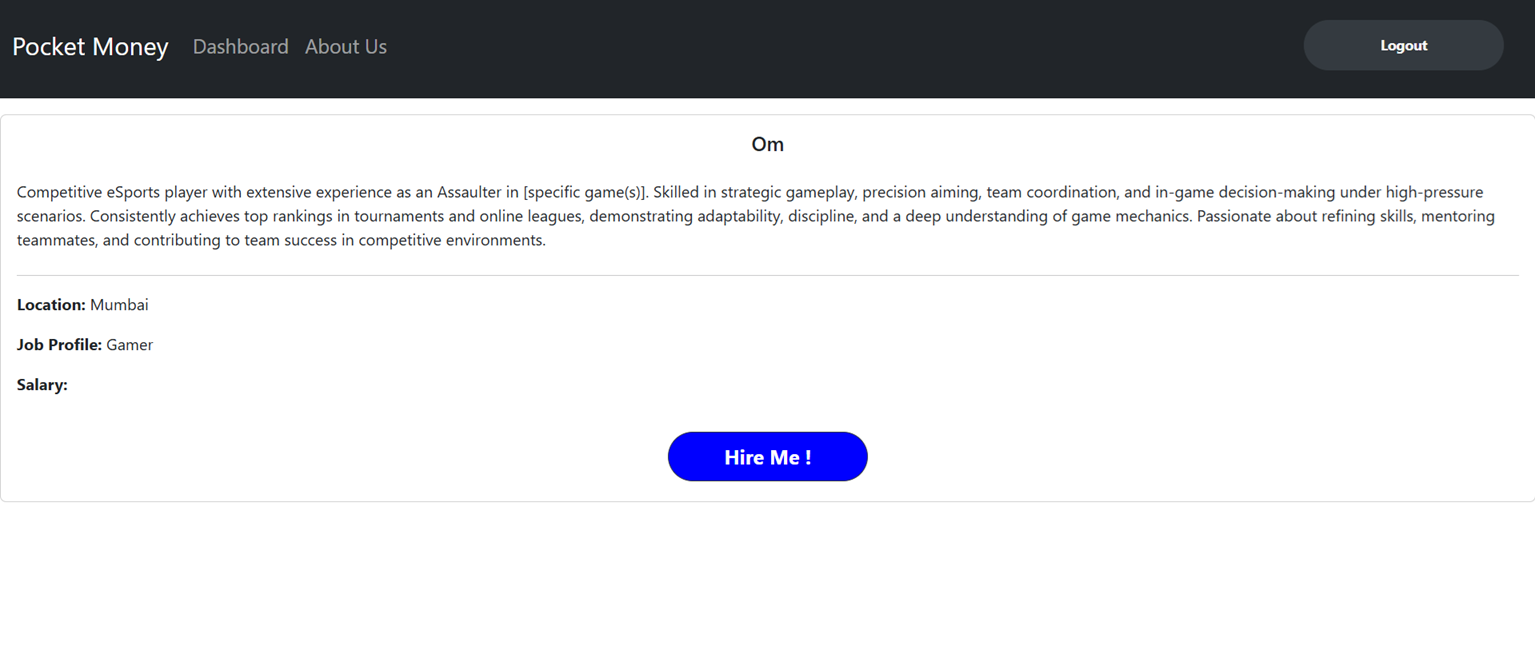 Pocket Money Dashboard About Us Logout
Om
Competitive eSports player with extensive experience as an Assaulter in [specific game(s)]. Skilled in strategic gameplay, precision aiming, team coordination, and in-game decision-making under high-pressure
scenarios. Consistently achieves top rankings in tournaments and online leagues, demonstrating adaptability, discipline, and a deep understanding of game mechanics. Passionate about refining skills, mentoring
teammates, and contributing to team success in competitive environments.
Location: Mumbai
Job Profile: Gamer
Salary:
Hire Me !